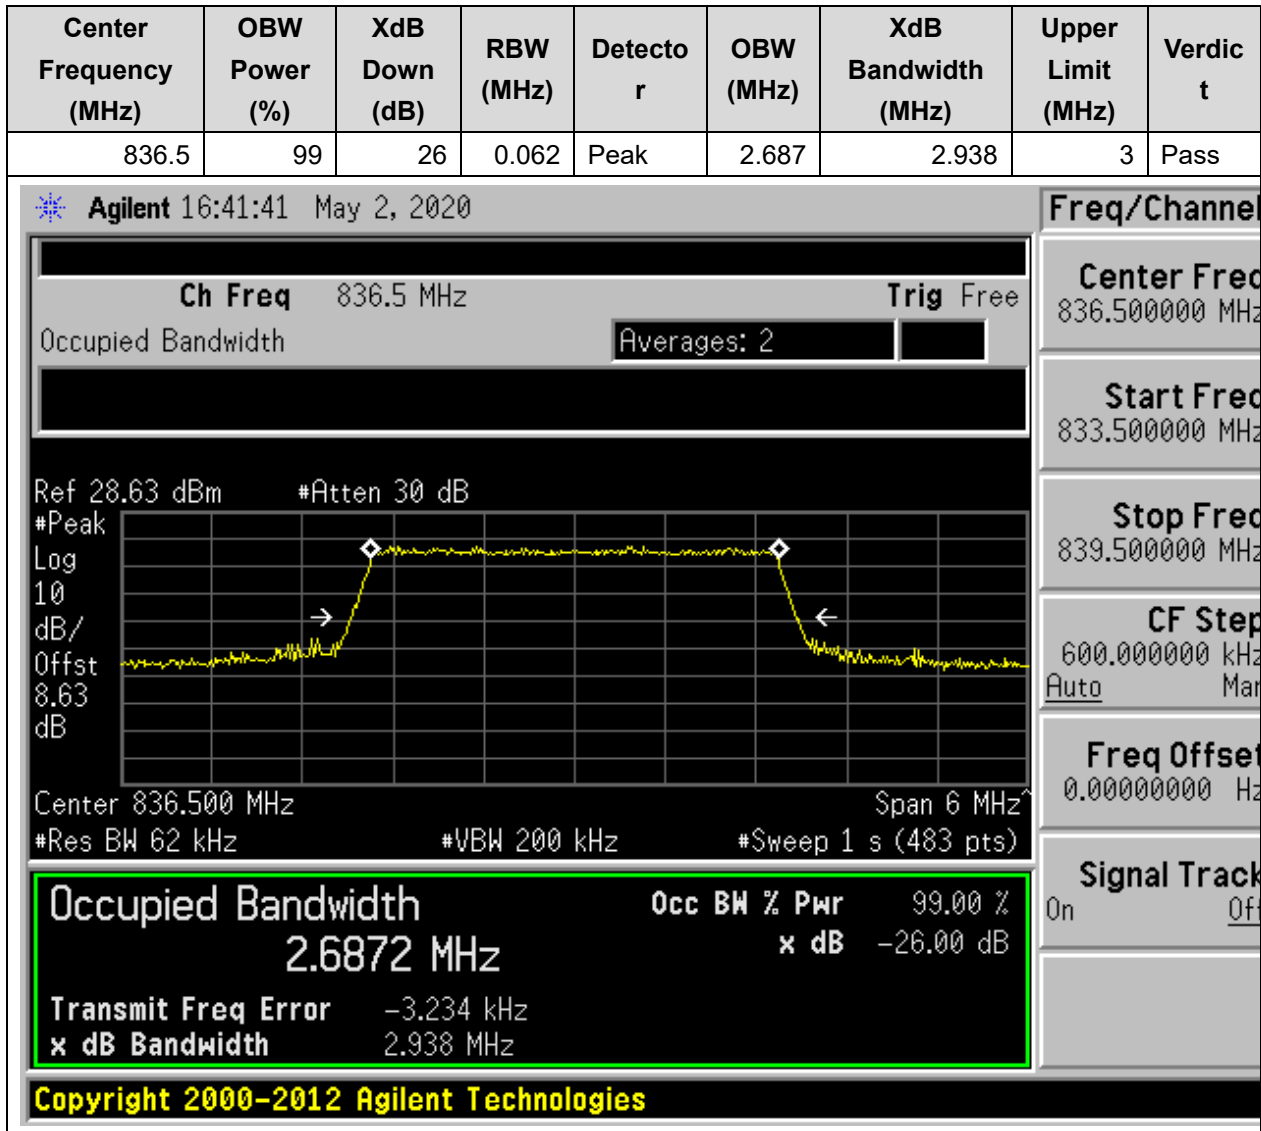 Center Frequency (MHz) OBW Power (%) XdB Down (dB) RBW (MHz) Detector OBW (MHz) XdB Bandwidth (MHz) Upper Limit (MHz) Verdict
836.5 99 26 0.062 Peak 2.687 2.938 3 Pass
Agilent 16:41:41 May 2, 2020
Freq/Channel
Ch Freq 836.5 MHz Trig Free
Occupied Bandwidth Averages: 2
Center Freq
836.500000 MHz
Start Freq
833.500000 MHz
Stop Freq
839.500000 MHz
CF Step
600.000000 kHz
Auto Man
Freq Offset
0.00000000 Hz
Signal Track
On Off
Ref 28.63 dBm #Atten 30 dB
#Peak
Log
10
dB/
Offst
8.63
dB
Center 836.500 MHz Span 6 MHz^
#Res BW 62 kHz #VBW 200 kHz #Sweep 1 s (483 pts)
Occupied Bandwidth Occ BW % Pwr 99.00 %
2.6872 MHz x dB -26.00 dB
Transmit Freq Error -3.234 kHz
x dB Bandwidth 2.938 MHz
Copyright 2000-2012 Agilent Technologies